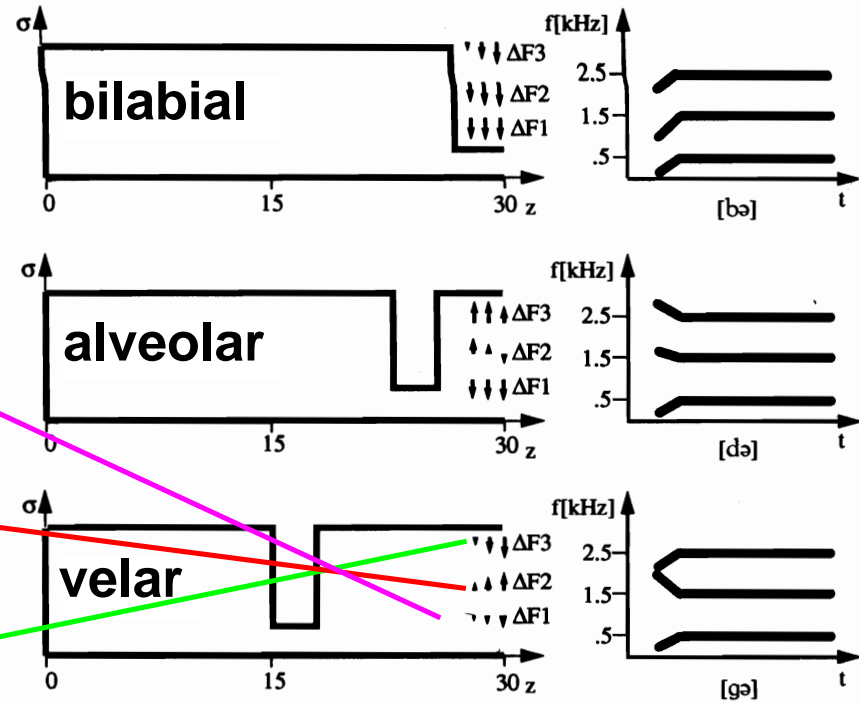 σ
bilabial
ΔF3
ΔF2
ΔF1
0 15 30 z
f[kHz]
2.5
1.5
.5
t
[bə]
σ
alveolar
ΔF3
ΔF2
ΔF1
0 15 30 z
f[kHz]
2.5
1.5
.5
t
[də]
σ
velar
ΔF3
ΔF2
ΔF1
0 15 30 z
f[kHz]
2.5
1.5
.5
t
[gə]